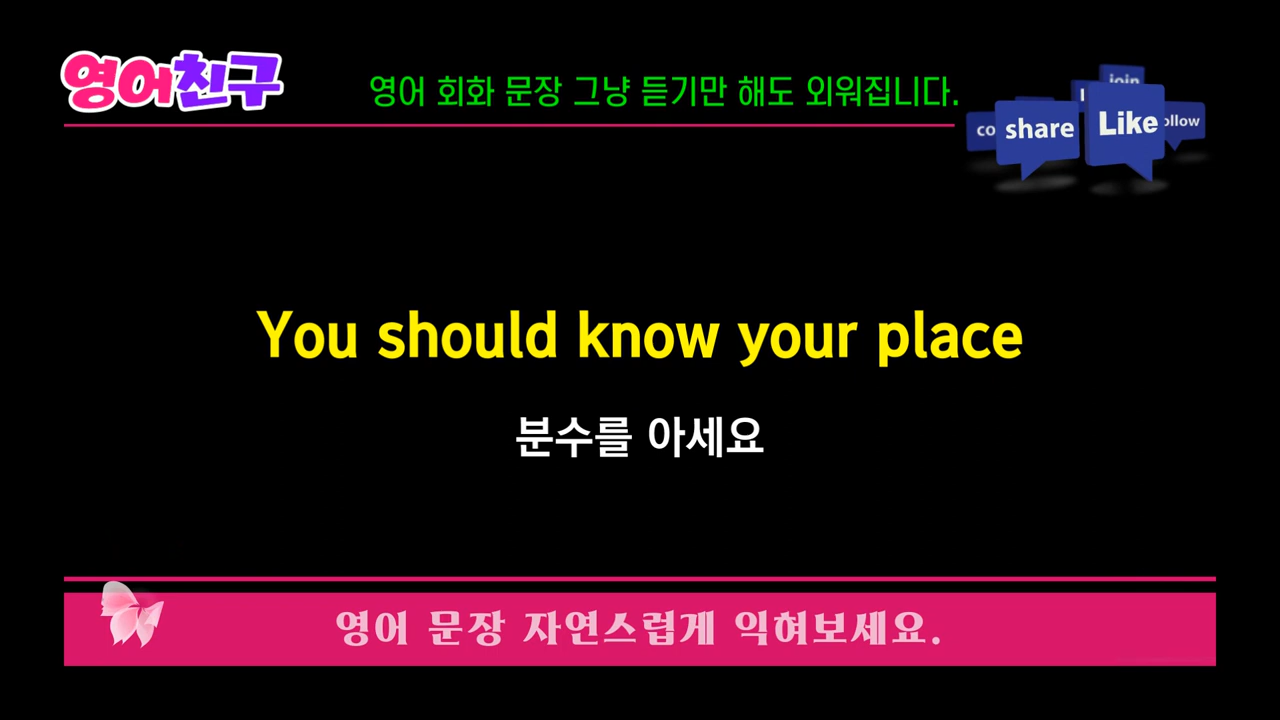 영어친구
영어 회화 문장 그냥 듣기만 해도 외워집니다.
join
share
Like
You should know your place
분수를 아세요
영어 문장 자연스럽게 익혀보세요.